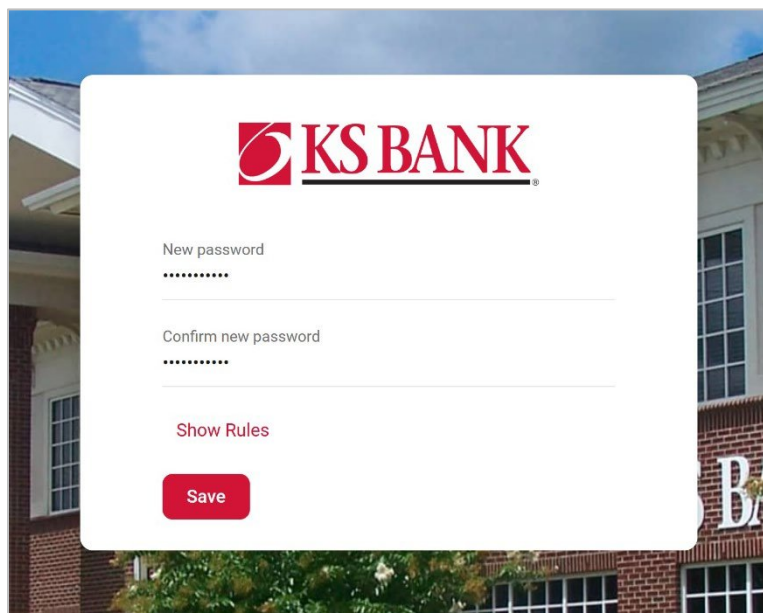 KS BANK
®
New password
•••••••••••
Confirm new password
•••••••••••
Show Rules
Save